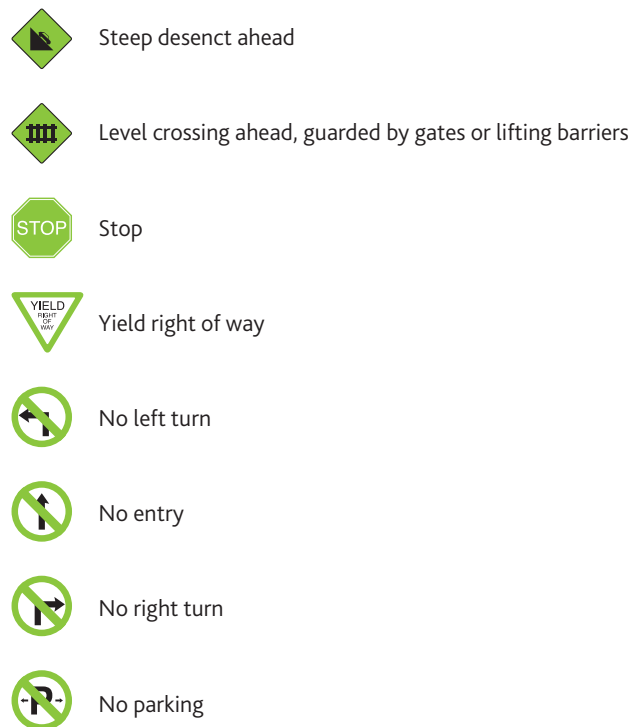 Steep desenct ahead
Level crossing ahead, guarded by gates or lifting barriers
STOP
Stop
YIELD
RIGHT
OF
WAY
Yield right of way
No left turn
No entry
No right turn
P
No parking